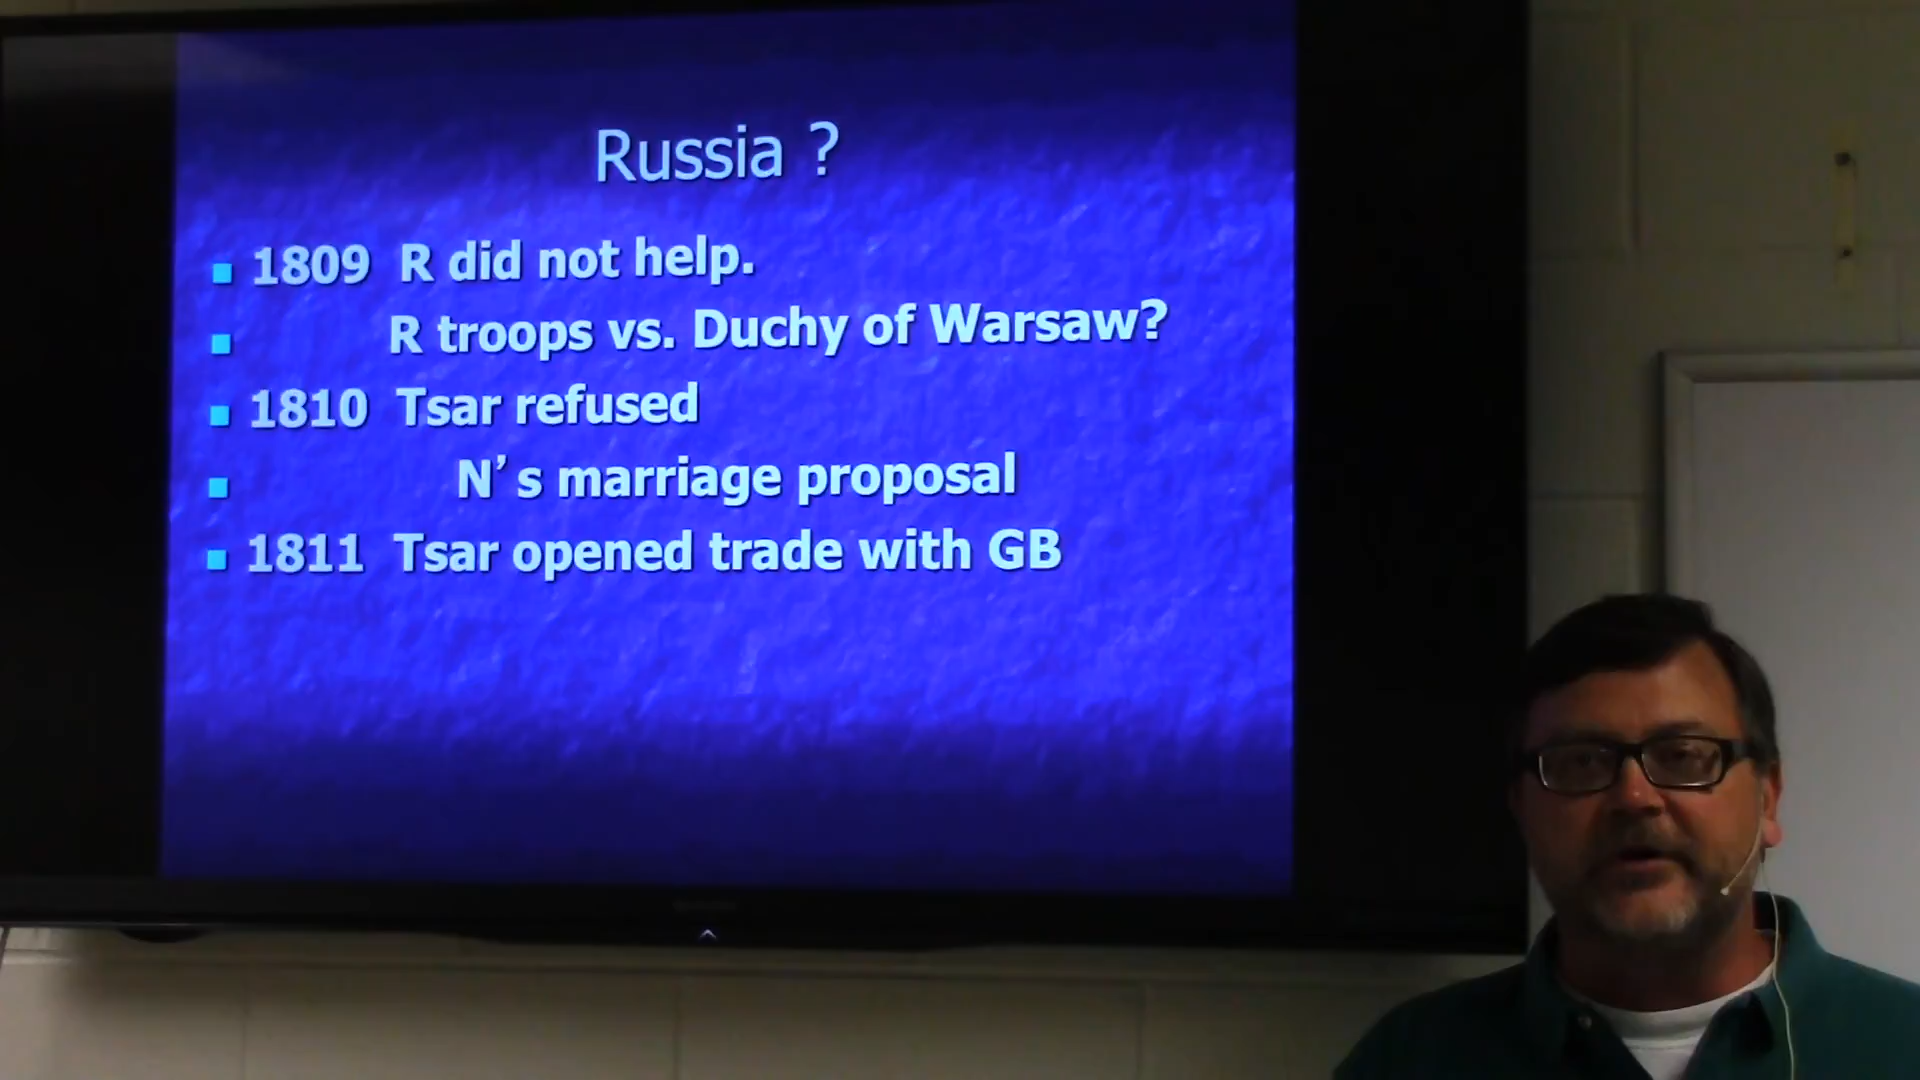 Russia ?
1809 R did not help.
R troops vs. Duchy of Warsaw?
1810 Tsar refused
N's marriage proposal
1811 Tsar opened trade with GB